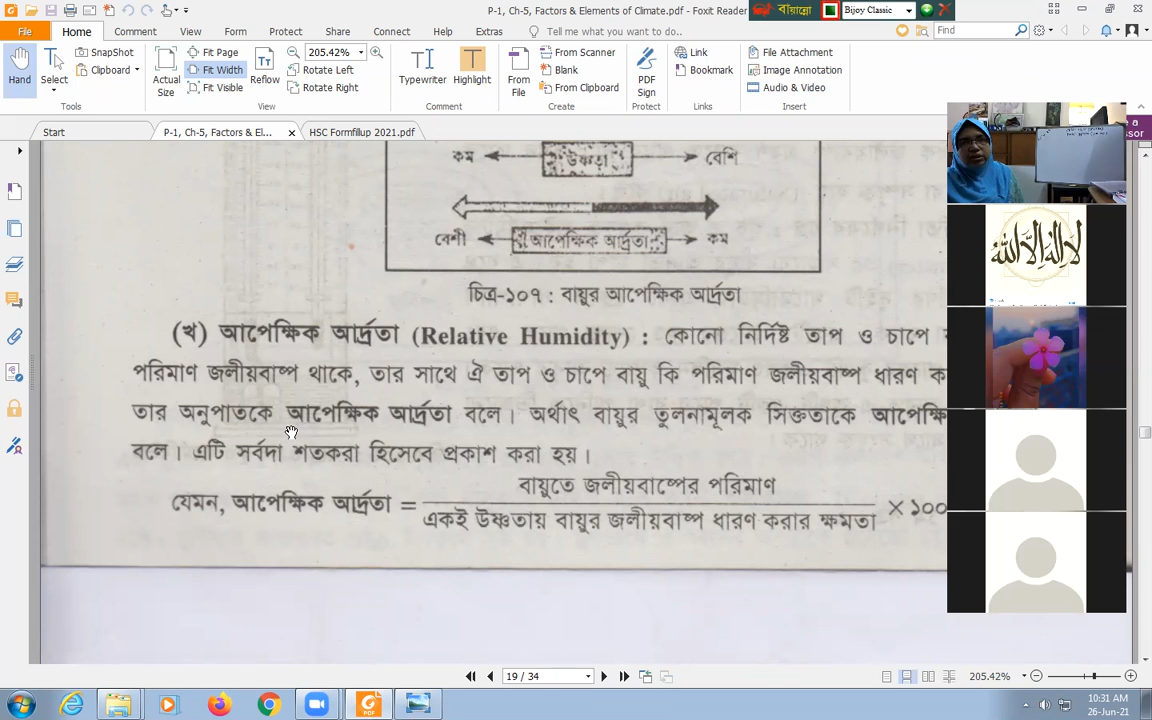 P-1, Ch-5, Factors & Elements of Climate.pdf - Foxit Reader
বাঁয়ান্নো
Bijoy Classic
File Home Comment View Form Protect Share Connect Help Extras Tell me what you want to do... Find
Hand
Select
SnapShot
Clipboard
Actual Size
Fit Page
Fit Width
Fit Visible
Reflow
205.42%
Rotate Left
Rotate Right
Typewriter
Highlight
From File
From Scanner
Blank
From Clipboard
PDF Sign
Link
Bookmark
File Attachment
Image Annotation
Audio & Video
Tools View Comment Create Protect Links Insert
Start P-1, Ch-5, Factors & El... HSC Formfillup 2021.pdf
কম উষ্ণতা বেশি
বেশী আপেক্ষিক আর্দ্রতা কম
চিত্র-১০৭ : বায়ুর আপেক্ষিক আর্দ্রতা
(খ) আপেক্ষিক আর্দ্রতা (Relative Humidity) : কোনো নির্দিষ্ট তাপ ও চাপে
পরিমাণ জলীয়বাষ্প থাকে, তার সাথে ঐ তাপ ও চাপে বায়ু কি পরিমাণ জলীয়বাষ্প ধারণ
তার অনুপাতকে আপেক্ষিক আর্দ্রতা বলে। অর্থাৎ বায়ুর তুলনামূলক সিক্ততাকে
বলে। এটি সর্বদা শতকরা হিসেবে প্রকাশ করা হয়।
বায়ুতে জলীয়বাষ্পের পরিমাণ
যেমন, আপেক্ষিক আর্দ্রতা = × ১০০
একই উষ্ণতায় বায়ুর জলীয়বাষ্প ধারণ করার ক্ষমতা
لا إله إلا الله
19 / 34
205.42%
10:31 AM
26-Jun-21